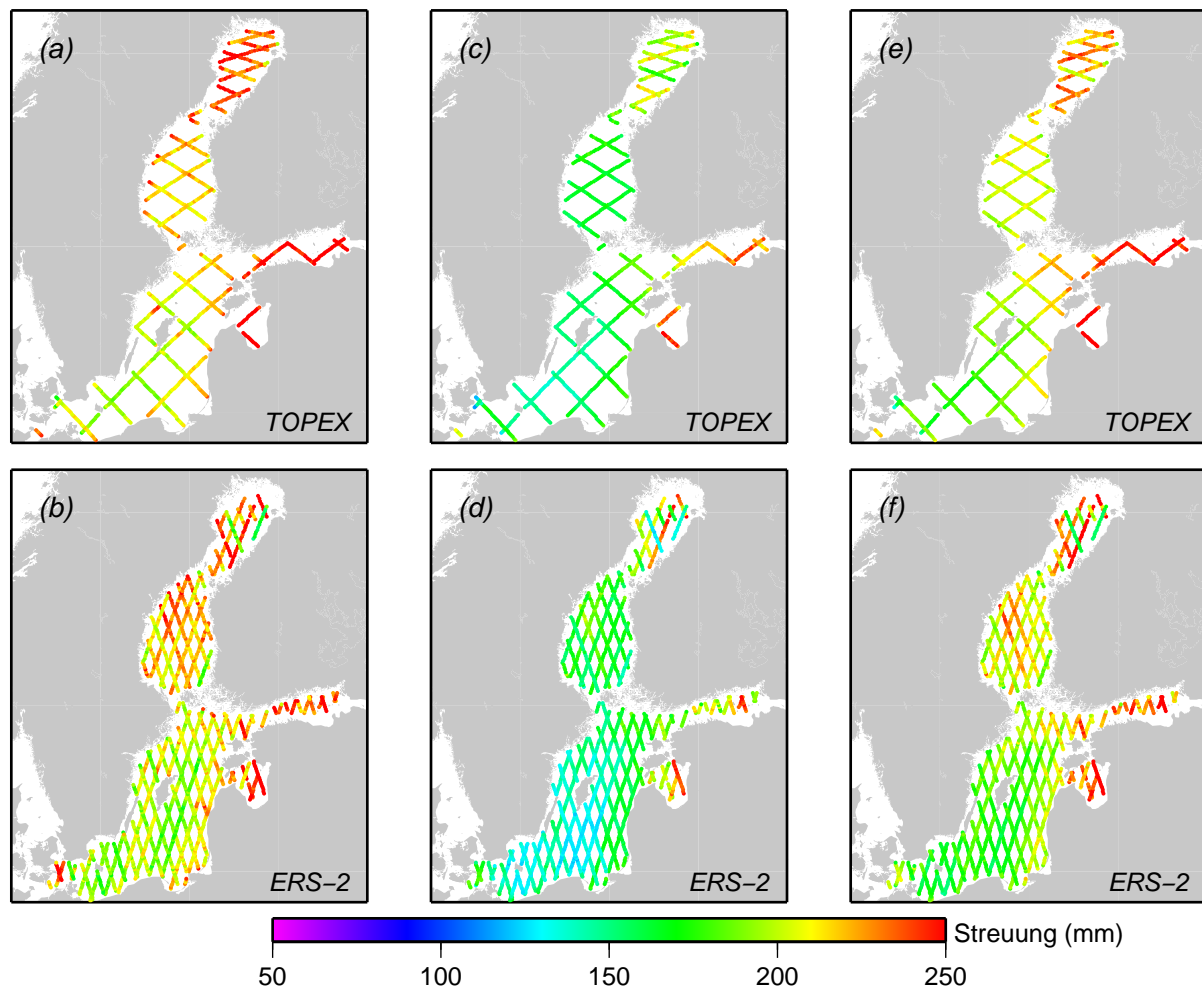 (a)
TOPEX
(c)
TOPEX
(e)
TOPEX
(b)
ERS−2
(d)
ERS−2
(f)
ERS−2
Streuung (mm)
50 100 150 200 250